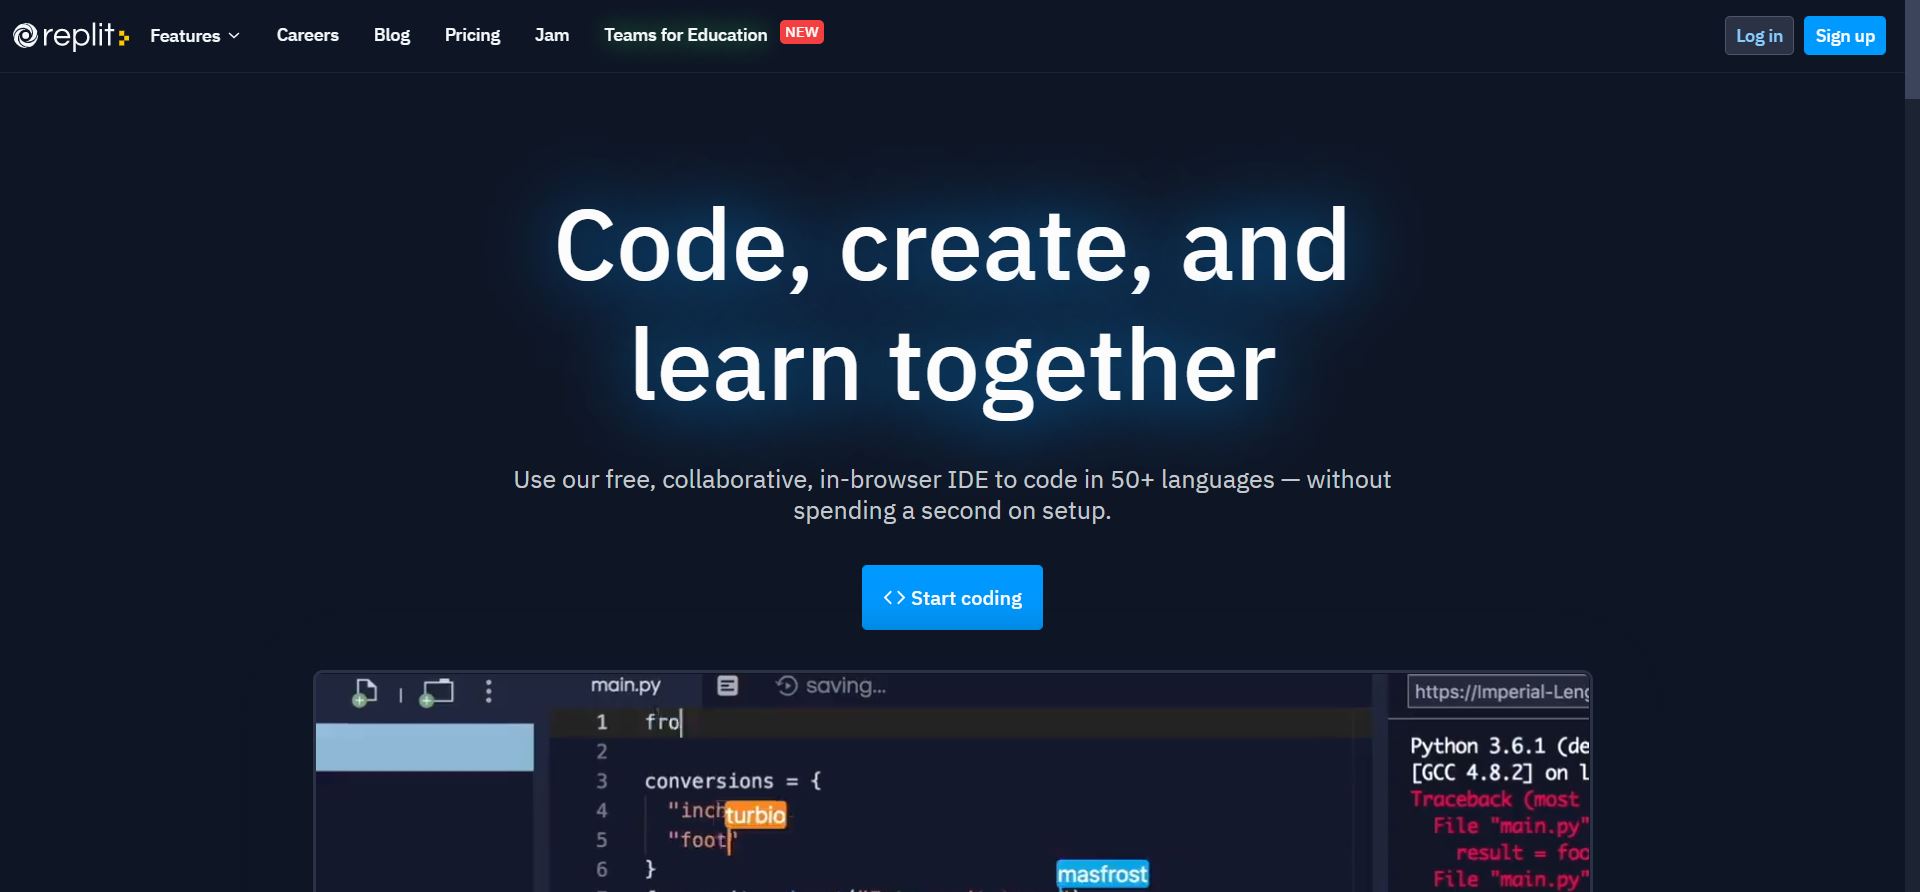 replit
Features
Careers
Blog
Pricing
Jam
Teams for Education
NEW
Log in
Sign up
Code, create, and
learn together
Use our free, collaborative, in-browser IDE to code in 50+ languages — without
spending a second on setup.
<> Start coding
main.py
saving...
1 fro
2
3 conversions = {
4 "inch
turbio
5 "foot"
6 }
masfrost
https://Imperial-Leng
Python 3.6.1 (de
[GCC 4.8.2] on l
Traceback (most
File "main.py"
result = foo
File "main.py"